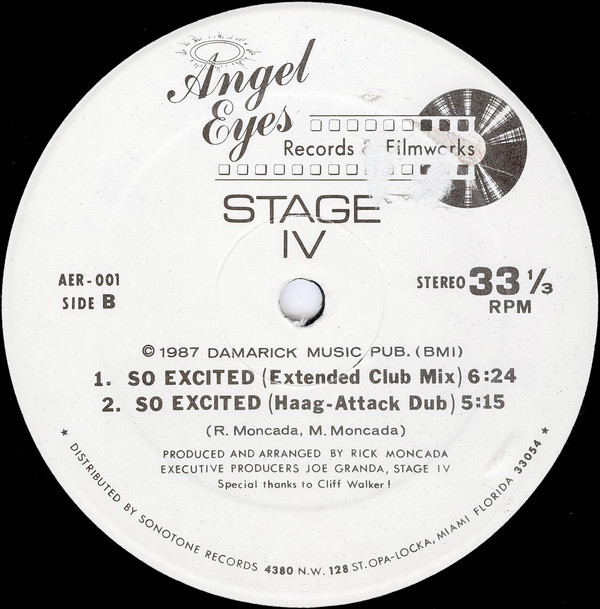 Angel
Eyes
Records & Filmworks
STAGE
IV
AER-001
SIDE B
STEREO 33 1/3
RPM
© 1987 DAMARICK MUSIC PUB. (BMI)
1. SO EXCITED (Extended Club Mix) 6:24
2. SO EXCITED (Haag-Attack Dub) 5:15
(R. Moncada, M. Moncada)
PRODUCED AND ARRANGED BY RICK MONCADA
EXECUTIVE PRODUCERS JOE GRANDA, STAGE IV
Special thanks to Cliff Walker!
★ DISTRIBUTED BY SONOTONE RECORDS 4380 N.W. 128 ST. OPA-LOCKA, MIAMI FLORIDA 33054 ★